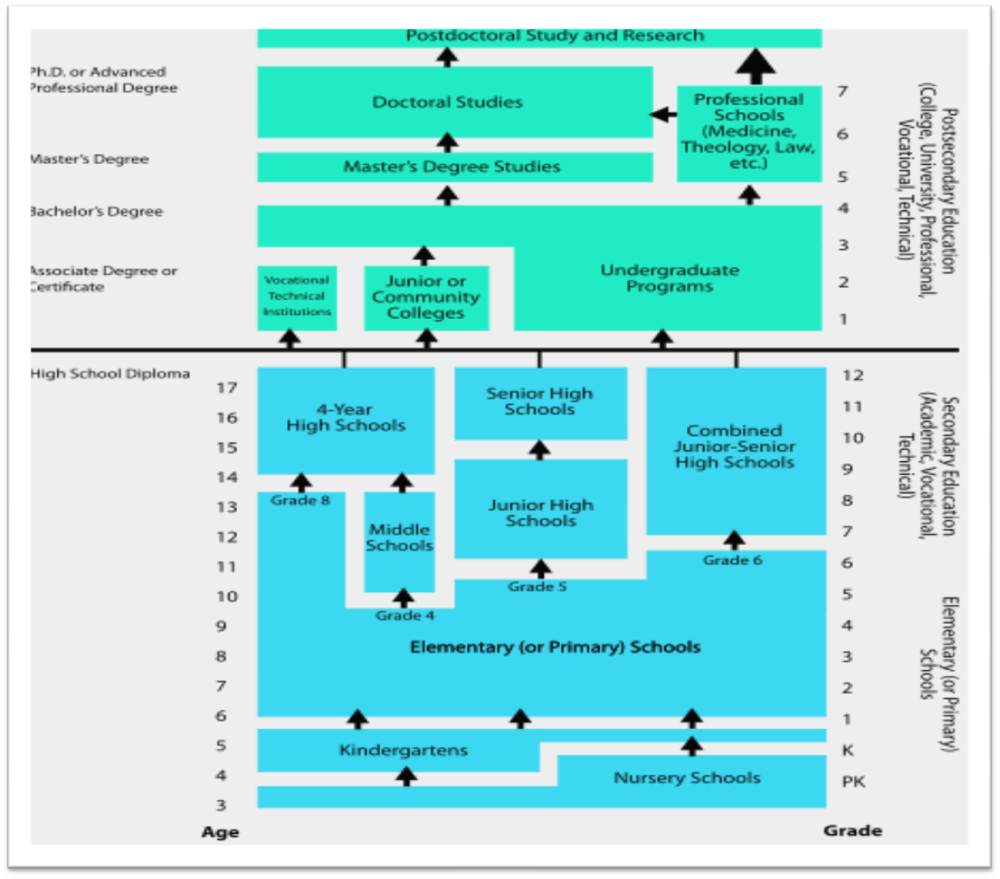 Postdoctoral Study and Research
Ph.D. or Advanced
Professional Degree
Doctoral Studies
Professional
Schools
(Medicine,
Theology, Law,
etc.)
7
6
5
Master's Degree
Master's Degree Studies
Bachelor's Degree
4
3
2
1
Associate Degree or
Certificate
Vocational
Technical
Institutions
Junior or
Community
Colleges
Undergraduate
Programs
Postsecondary Education
(College, University, Professional,
Vocational, Technical)
High School Diploma
17
16
15
14
13
12
11
10
9
8
7
6
5
4
3
Age
4-Year
High Schools
Senior High
Schools
Combined
Junior-Senior
High Schools
Grade 8
Middle
Schools
Junior High
Schools
Grade 6
Grade 5
Grade 4
Elementary (or Primary) Schools
Kindergartens
Nursery Schools
12
11
10
9
8
7
6
5
4
3
2
1
K
PK
Grade
Secondary Education
(Academic, Vocational,
Technical)
Elementary (or Primary)
Schools